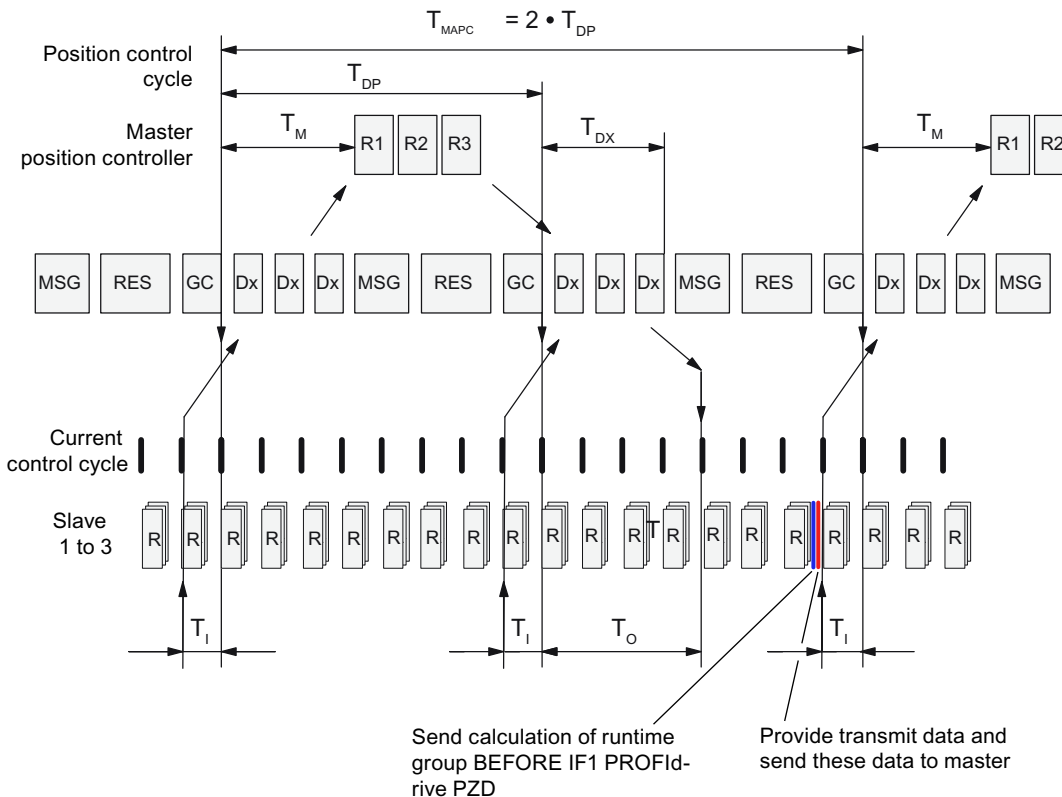 T_MAPC = 2 • T_DP
Position control
cycle
T_DP
Master
position controller
T_M
R1 R2 R3
T_DX
T_M
R1 R2
MSG RES GC Dx Dx Dx MSG RES GC Dx Dx Dx MSG RES GC Dx Dx Dx MSG
Current
control cycle
Slave
1 to 3
R R R R R R R R R R R R R T R R R R R R R R
T_I
T_I
T_O
T_I
Send calculation of runtime
group BEFORE IF1 PROFId-
rive PZD
Provide transmit data and
send these data to master